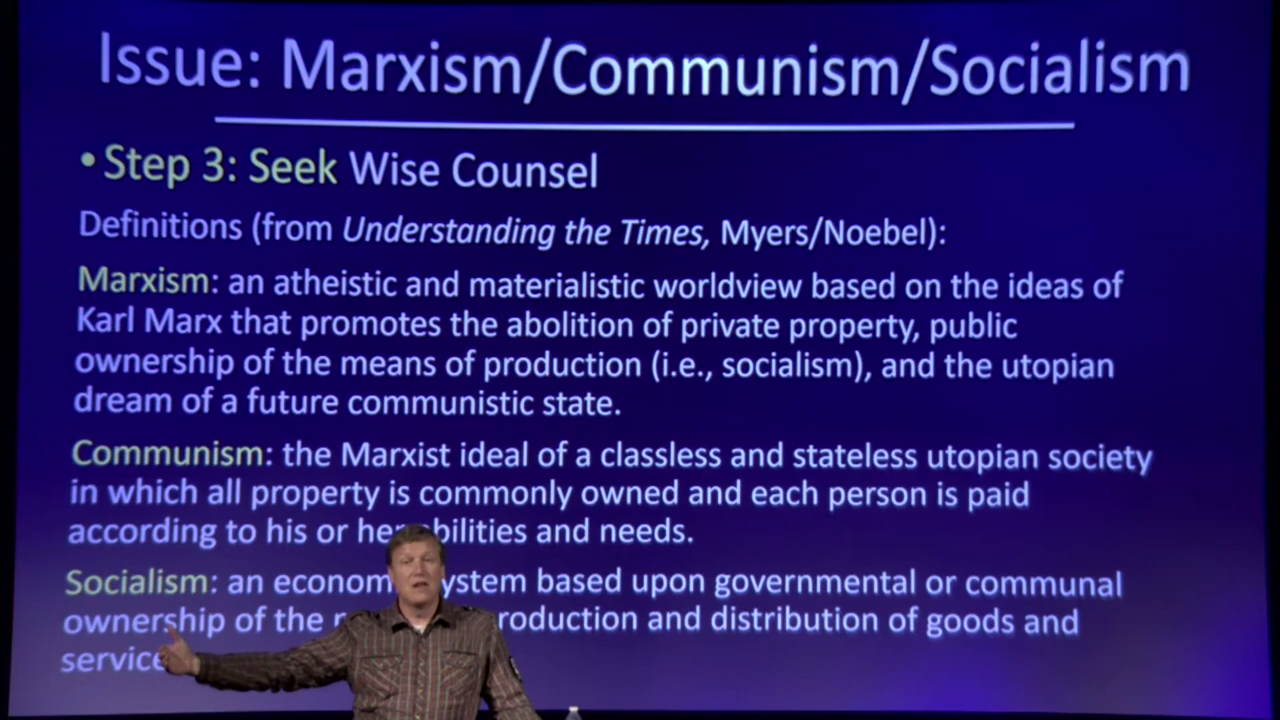 Issue: Marxism/Communism/Socialism
• Step 3: Seek Wise Counsel
Definitions (from Understanding the Times, Myers/Noebel):
Marxism: an atheistic and materialistic worldview based on the ideas of
Karl Marx that promotes the abolition of private property, public
ownership of the means of production (i.e., socialism), and the utopian
dream of a future communistic state.
Communism: the Marxist ideal of a classless and stateless utopian society
in which all property is commonly owned and each person is paid
according to his or her bilities and needs.
Socialism: an econom ystem based upon governmental or communal
ownership of the roduction and distribution of goods and
service